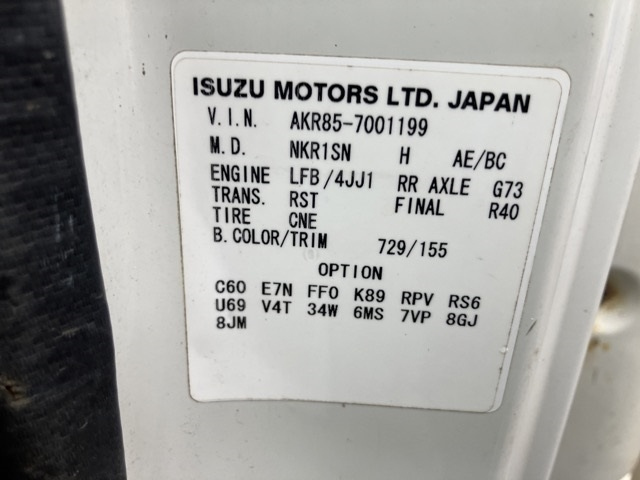 ISUZU MOTORS LTD. JAPAN
V.I.N. AKR85-7001199
M.D. NKR1SN H AE/BC
ENGINE LFB/4JJ1 RR AXLE G73
TRANS. RST FINAL R40
TIRE CNE
B.COLOR/TRIM 729/155
OPTION
C60 E7N FF0 K89 RPV RS6
U69 V4T 34W 6MS 7VP 8GJ
8JM